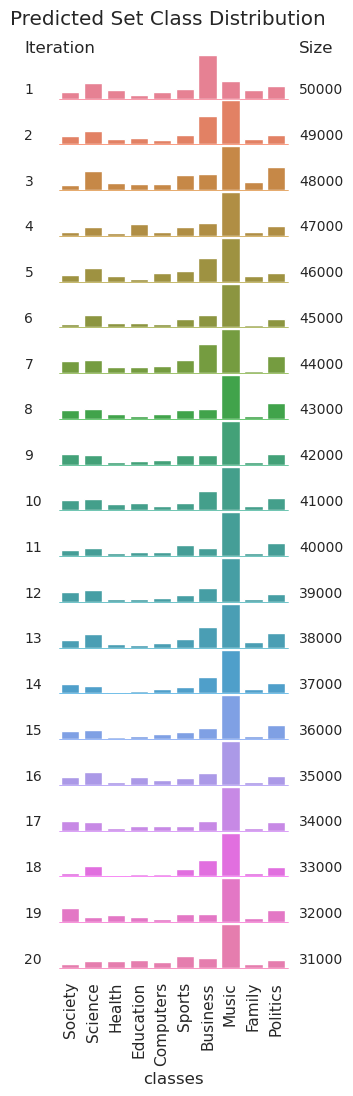 Predicted Set Class Distribution
Iteration Size
1 50000
2 49000
3 48000
4 47000
5 46000
6 45000
7 44000
8 43000
9 42000
10 41000
11 40000
12 39000
13 38000
14 37000
15 36000
16 35000
17 34000
18 33000
19 32000
20 31000
Society
Science
Health
Education
Computers
Sports
Business
Music
Family
Politics
classes